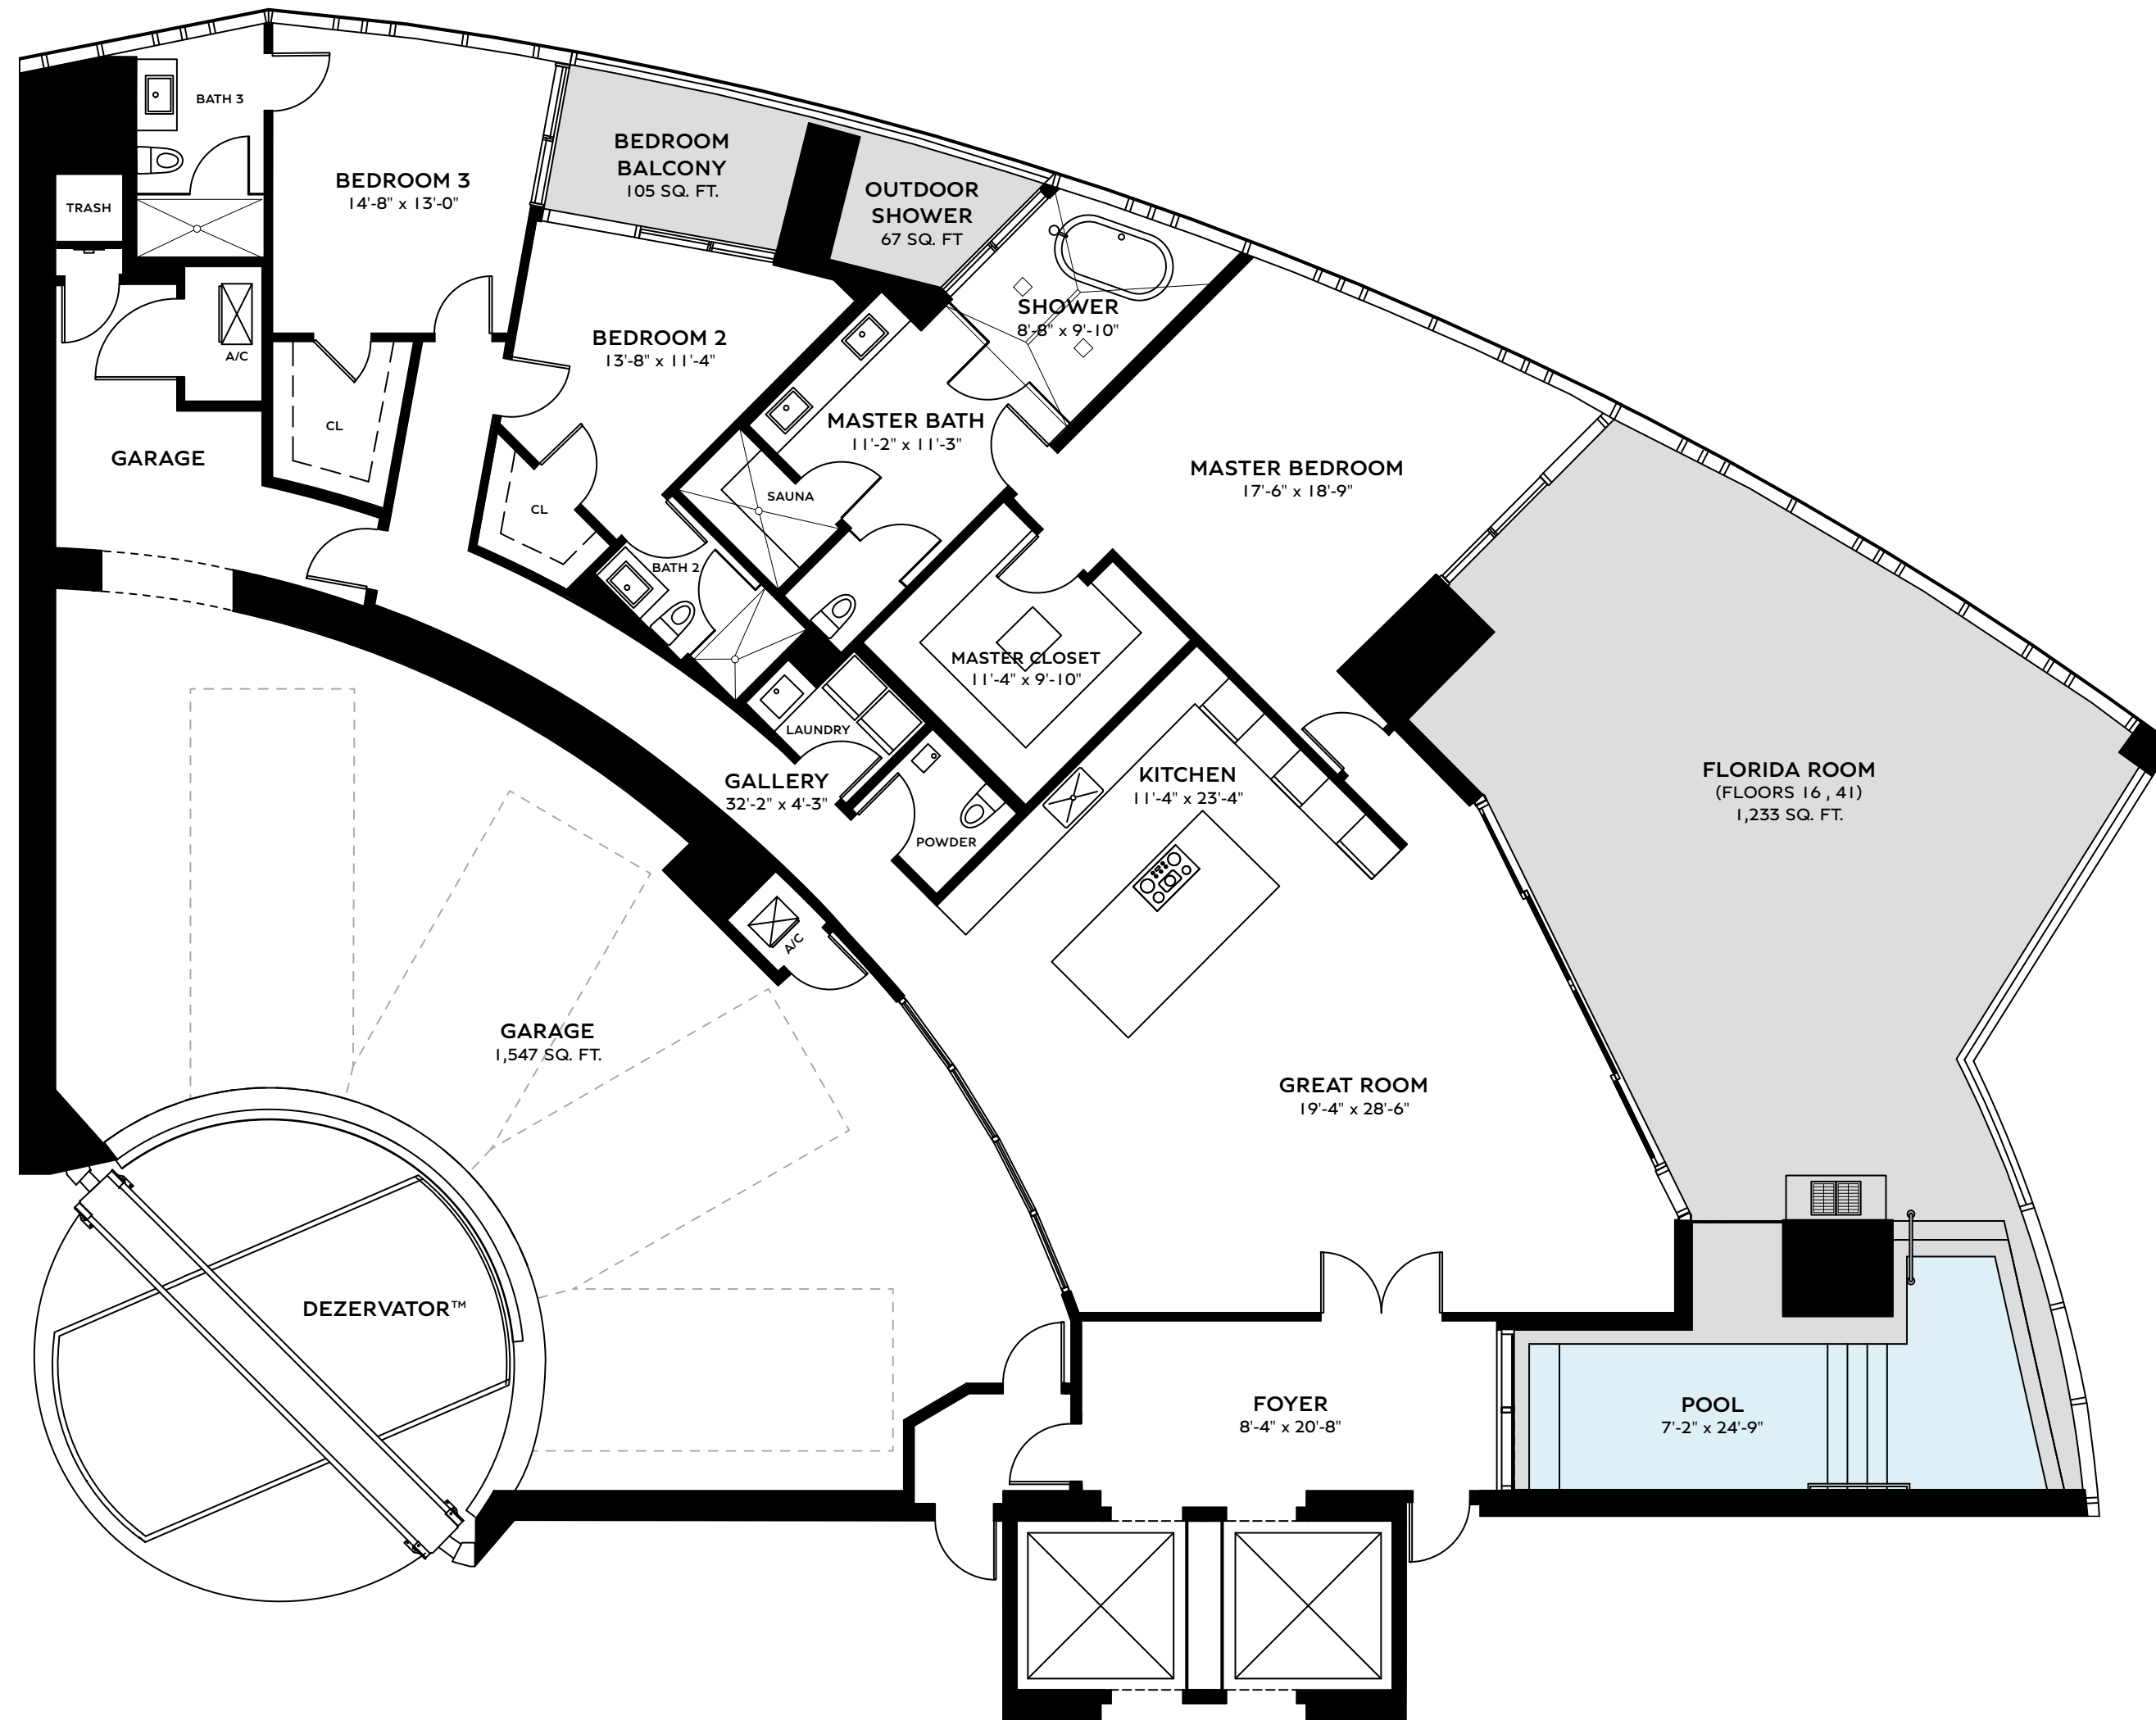 BATH 3
TRASH
A/C
BEDROOM 3
14'-8" x 13'-0"
BEDROOM
BALCONY
105 SQ. FT.
OUTDOOR
SHOWER
67 SQ. FT
SHOWER
8'-8" x 9'-10"
BEDROOM 2
13'-8" x 11'-4"
CL
GARAGE
MASTER BATH
11'-2" x 11'-3"
SAUNA
MASTER BEDROOM
17'-6" x 18'-9"
CL
BATH 2
MASTER CLOSET
11'-4" x 9'-10"
LAUNDRY
GALLERY
32'-2" x 4'-3"
POWDER
KITCHEN
11'-4" x 23'-4"
FLORIDA ROOM
(FLOORS 16 , 41)
1,233 SQ. FT.
A/C
GARAGE
1,547 SQ. FT.
GREAT ROOM
19'-4" x 28'-6"
DEZERVATOR™
FOYER
8'-4" x 20'-8"
POOL
7'-2" x 24'-9"